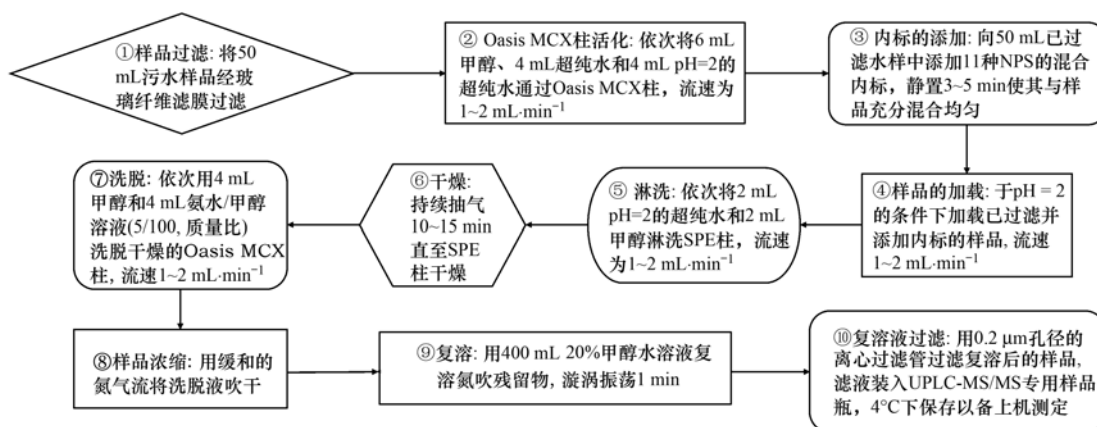 ①样品过滤: 将50
mL污水样品经玻
璃纤维滤膜过滤
② Oasis MCX柱活化: 依次将6 mL
甲醇、4 mL超纯水和4 mL pH=2的
超纯水通过Oasis MCX柱，流速为
1~2 mL·min⁻¹
③ 内标的添加: 向50 mL已过
滤水样中添加11种NPS的混合
内标，静置3~5 min使其与样
品充分混合均匀
④样品的加载: 于pH = 2
的条件下加载已过滤并
添加内标的样品, 流速
1~2 mL·min⁻¹
⑤ 淋洗: 依次将2 mL
pH=2的超纯水和2 mL
甲醇淋洗SPE柱，流速
为1~2 mL·min⁻¹
⑥干燥:
持续抽气
10~15 min
直至SPE
柱干燥
⑦洗脱: 依次用4 mL
甲醇和4 mL氨水/甲醇
溶液(5/100, 质量比)
洗脱干燥的Oasis MCX
柱, 流速1~2 mL·min⁻¹
⑧样品浓缩: 用缓和的
氮气流将洗脱液吹干
⑨复溶: 用400 mL 20%甲醇水溶液复
溶氮吹残留物, 漩涡振荡1 min
⑩复溶液过滤: 用0.2 μm孔径的
离心过滤管过滤复溶后的样品,
滤液装入UPLC-MS/MS专用样品
瓶，4°C下保存以备上机测定